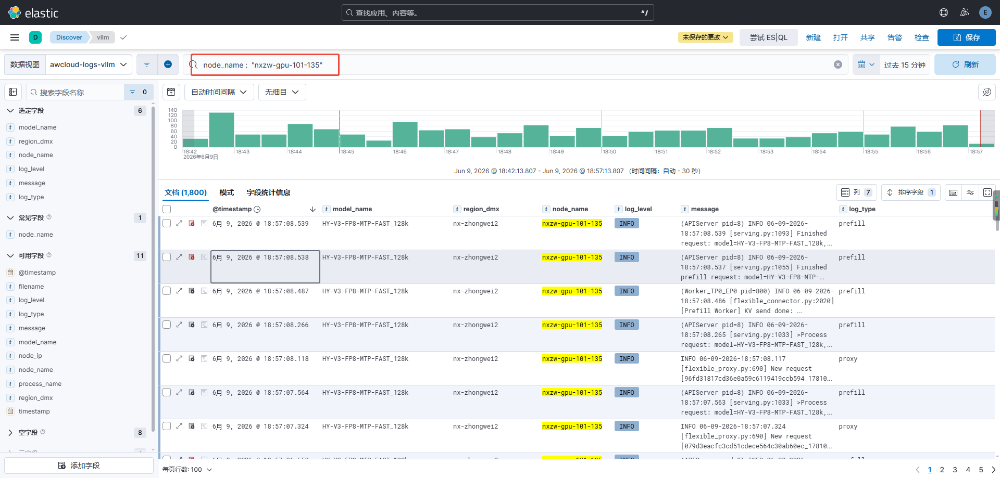 elastic
查找应用、内容等。
^/
E
D
Discover
vllm
未保存的更改
尝试 ES|QL
新建
打开
共享
告警
检查
保存
数据视图
awcloud-logs-vllm
node_name : "nxzw-gpu-101-135"
过去 15 分钟
刷新
搜索字段名称
0
自动时间间隔
无细目
选定字段
6
t model_name
t region_dmx
t node_name
t log_level
t message
t log_type
常见字段
1
t node_name
可用字段
11
@timestamp
t filename
t log_level
t log_type
t message
t model_name
t node_ip
t node_name
t process_name
t region_dmx
timestamp
空字段
8
添加字段
140
120
100
80
60
40
20
0
18:42 18:43 18:44 18:45 18:46 18:47 18:48 18:49 18:50 18:51 18:52 18:53 18:54 18:55 18:56 18:57
2026年6月9日
Jun 9, 2026 @ 18:42:13.807 - Jun 9, 2026 @ 18:57:13.807 （时间间隔：自动 - 30 秒）
文档 (1,800)
模式
字段统计信息
列 7
排序字段 1
@timestamp t model_name t region_dmx t node_name t log_level t message t log_type
6月 9, 2026 @ 18:57:08.539 HY-V3-FP8-MTP-FAST_128k nx-zhongwei2 nxzw-gpu-101-135 INFO (APIServer pid=8) INFO 06-09-2026- prefill
18:57:08.539 [serving.py:1093] Finished
request: model=HY-V3-FP8-MTP-FAST_128k,…
6月 9, 2026 @ 18:57:08.538 HY-V3-FP8-MTP-FAST_128k nx-zhongwei2 nxzw-gpu-101-135 INFO (APIServer pid=8) INFO 06-09-2026- prefill
18:57:08.537 [serving.py:1055] Finished
prefill request: model=HY-V3-FP8-MTP-…
6月 9, 2026 @ 18:57:08.487 HY-V3-FP8-MTP-FAST_128k nx-zhongwei2 nxzw-gpu-101-135 INFO (Worker_TP0_EP0 pid=800) INFO 06-09-2026- prefill
18:57:08.486 [flexible_connector.py:2020]
[Prefill Worker] KV send done: …
6月 9, 2026 @ 18:57:08.266 HY-V3-FP8-MTP-FAST_128k nx-zhongwei2 nxzw-gpu-101-135 INFO (APIServer pid=8) INFO 06-09-2026- prefill
18:57:08.265 [serving.py:1033] >Process
request: model=HY-V3-FP8-MTP-FAST_128k,…
6月 9, 2026 @ 18:57:08.118 HY-V3-FP8-MTP-FAST_128k nx-zhongwei2 nxzw-gpu-101-135 INFO INFO 06-09-2026-18:57:08.117 proxy
[flexible_proxy.py:690] New request
[96fd31817cd36e0a59c6119419ccb594_17810…
6月 9, 2026 @ 18:57:07.564 HY-V3-FP8-MTP-FAST_128k nx-zhongwei2 nxzw-gpu-101-135 INFO (APIServer pid=8) INFO 06-09-2026- prefill
18:57:07.563 [serving.py:1033] >Process
request: model=HY-V3-FP8-MTP-FAST_128k,…
6月 9, 2026 @ 18:57:07.324 HY-V3-FP8-MTP-FAST_128k nx-zhongwei2 nxzw-gpu-101-135 INFO INFO 06-09-2026-18:57:07.324 proxy
[flexible_proxy.py:690] New request
[079d3eacfc3cd51cdece564c30ab60ec_17810…
每页行数: 100
1 2 3 4 5